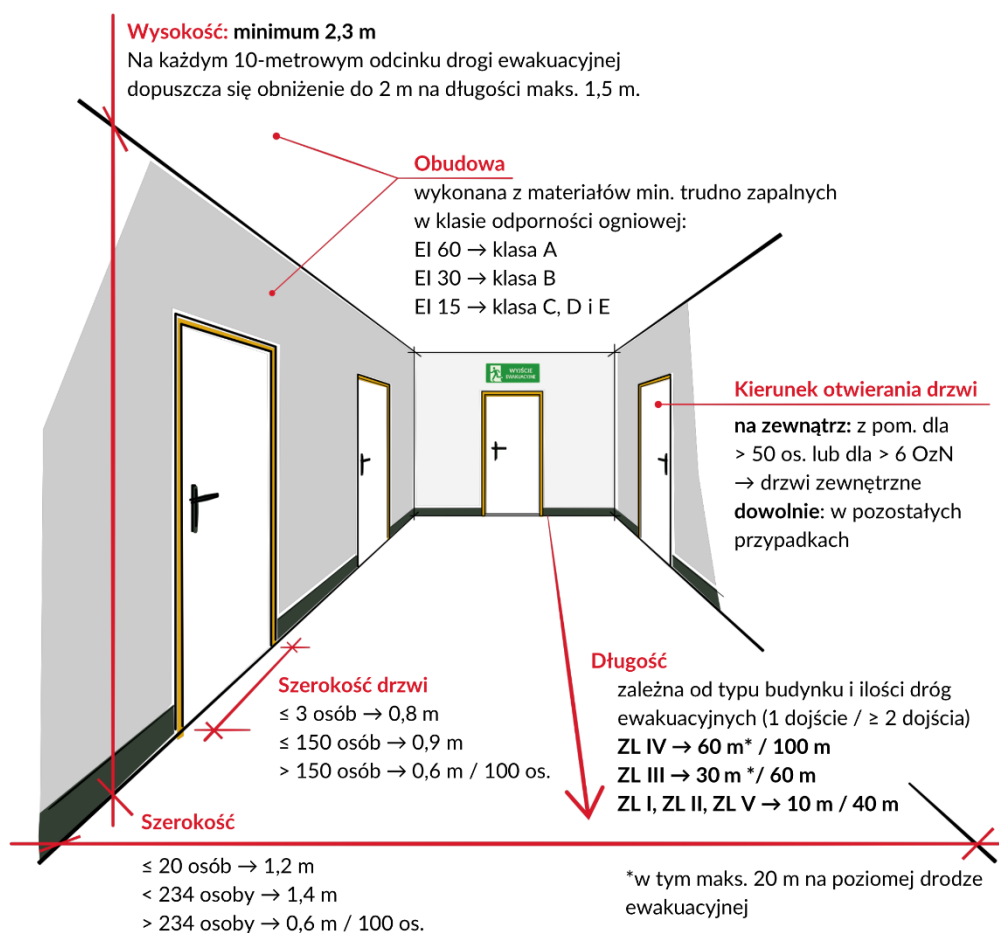 Wysokość: minimum 2,3 m
Na każdym 10-metrowym odcinku drogi ewakuacyjnej
dopuszcza się obniżenie do 2 m na długości maks. 1,5 m.
Obudowa
wykonana z materiałów min. trudno zapalnych
w klasie odporności ogniowej:
EI 60 → klasa A
EI 30 → klasa B
EI 15 → klasa C, D i E
WYJŚCIE
EWAKUACYJNE
Kierunek otwierania drzwi
na zewnątrz: z pom. dla
> 50 os. lub dla > 6 OzN
→ drzwi zewnętrzne
dowolnie: w pozostałych
przypadkach
Szerokość drzwi
≤ 3 osób → 0,8 m
≤ 150 osób → 0,9 m
> 150 osób → 0,6 m / 100 os.
Długość
zależna od typu budynku i ilości dróg
ewakuacyjnych (1 dojście / ≥ 2 dojścia)
ZL IV → 60 m* / 100 m
ZL III → 30 m */ 60 m
ZL I, ZL II, ZL V → 10 m / 40 m
Szerokość
≤ 20 osób → 1,2 m
< 234 osoby → 1,4 m
> 234 osoby → 0,6 m / 100 os.
*w tym maks. 20 m na poziomej drodze
ewakuacyjnej